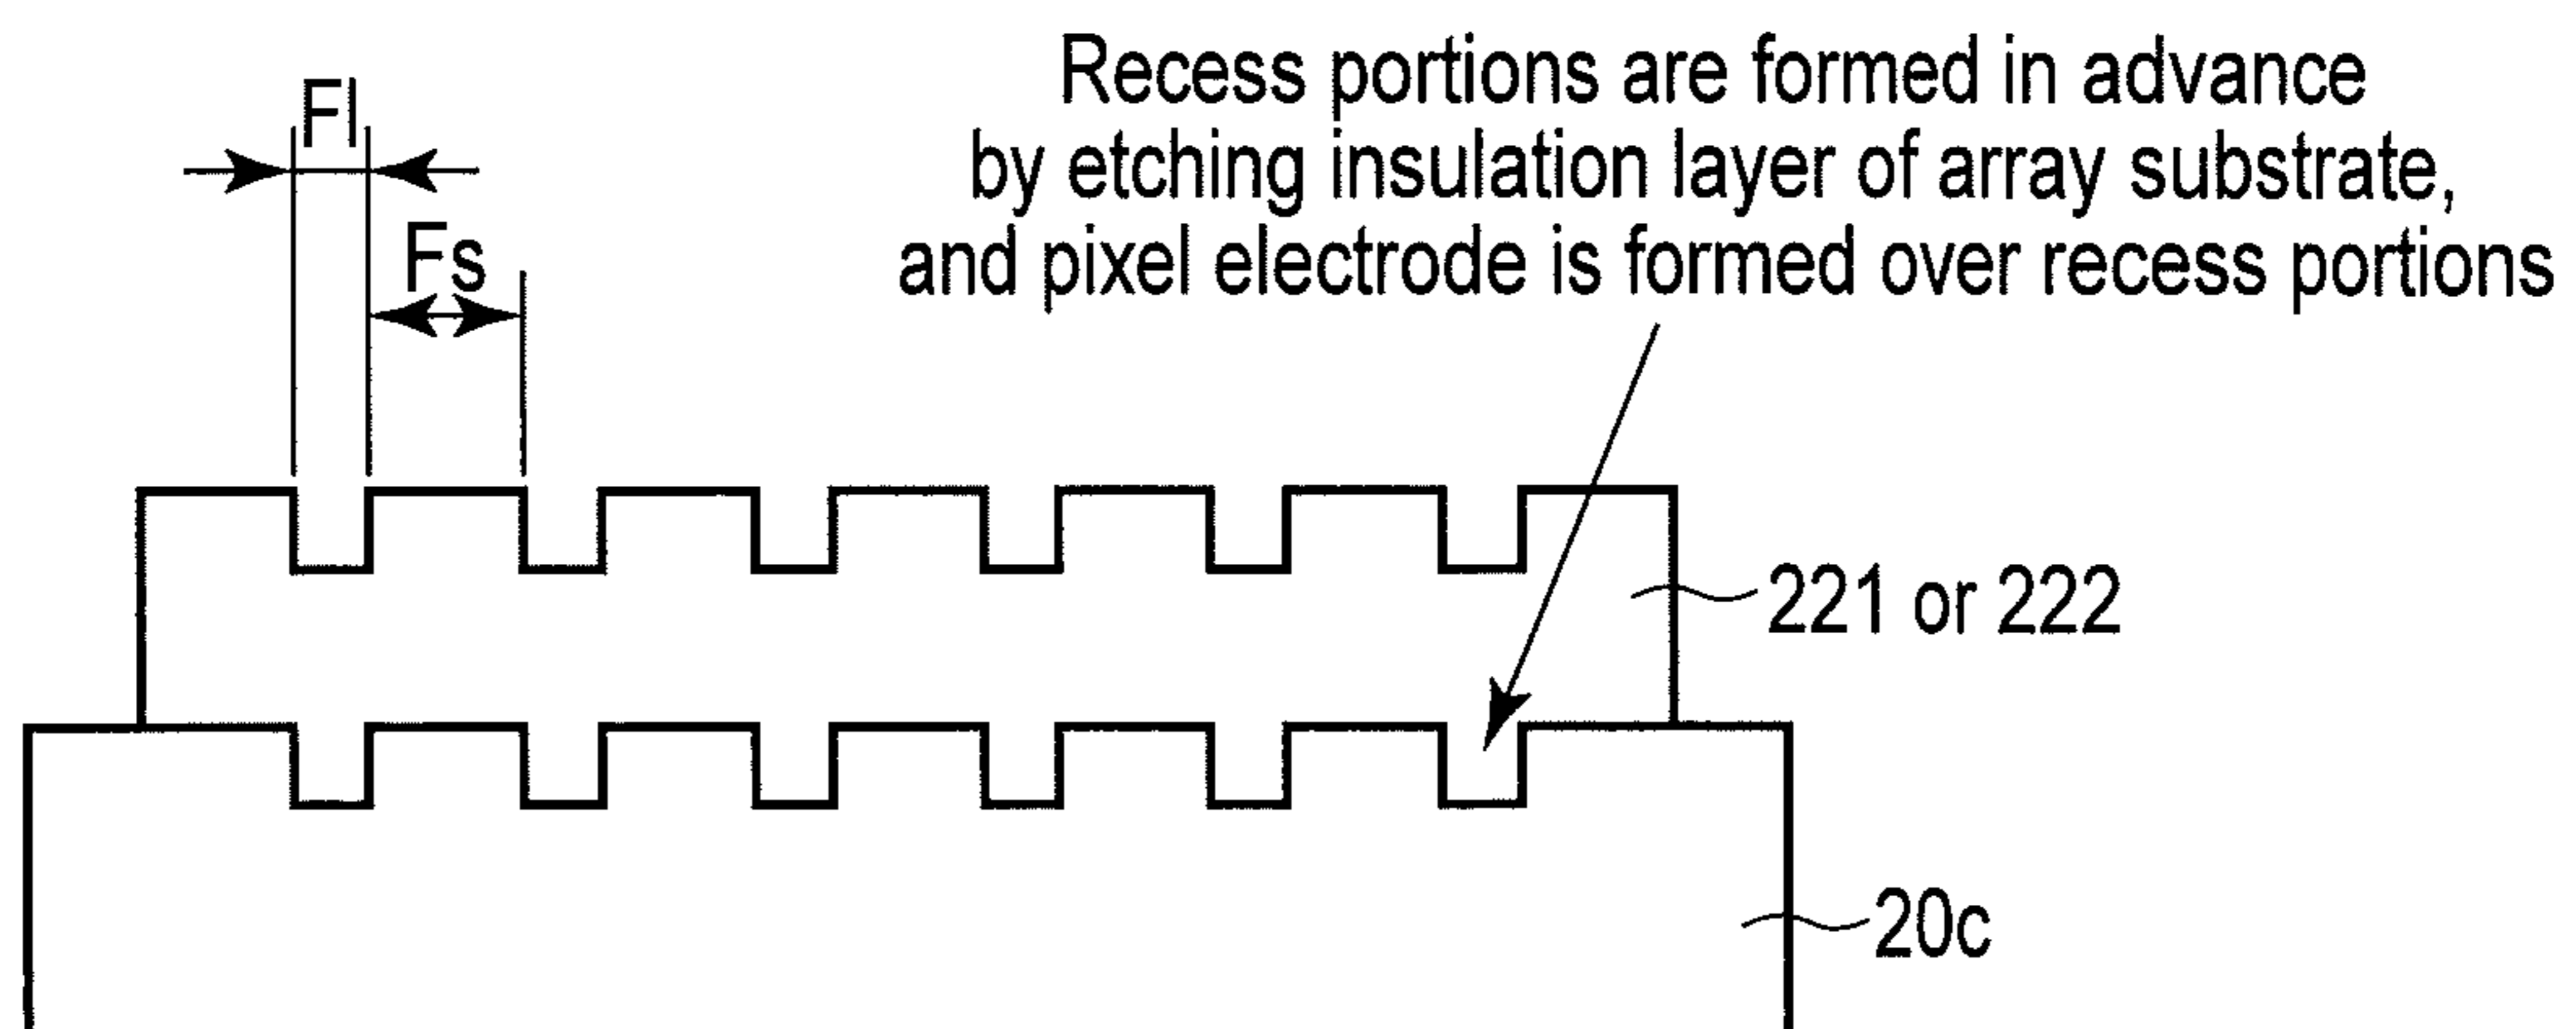 Fl
Fs
Recess portions are formed in advance
by etching insulation layer of array substrate,
and pixel electrode is formed over recess portions
221 or 222
20c